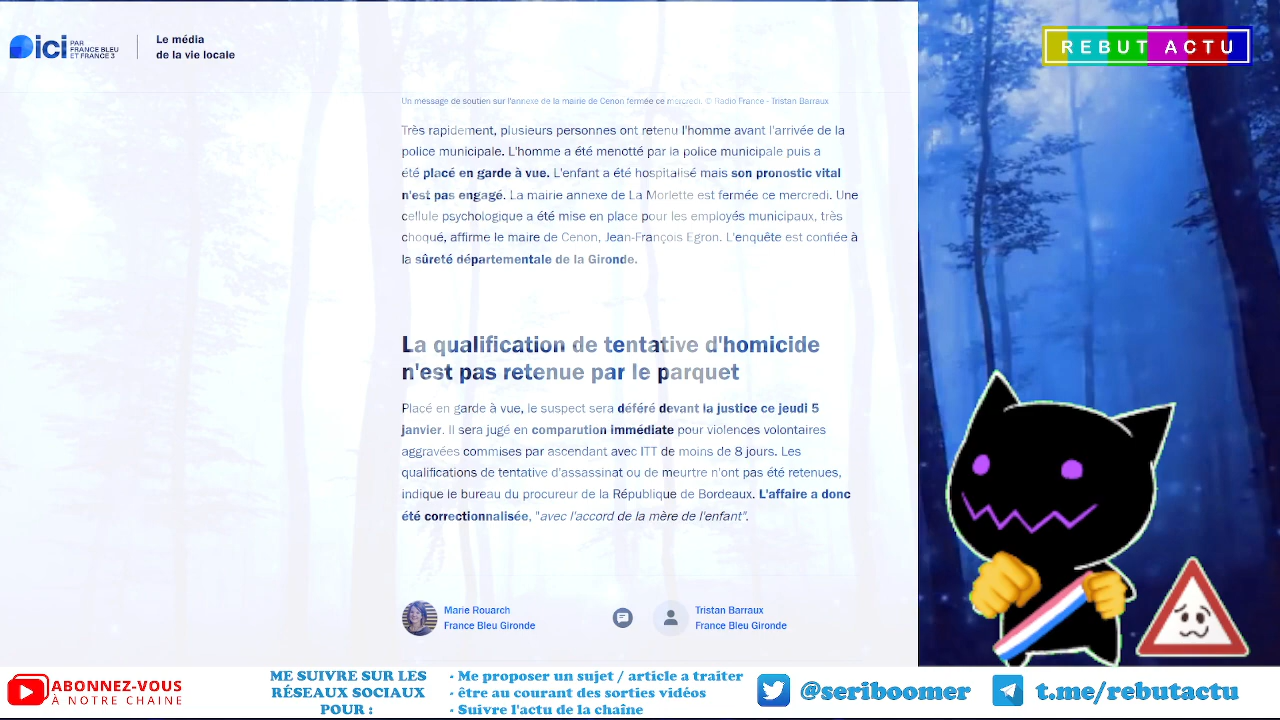 ici
PAR
FRANCE BLEU
ET FRANCE 3
Le média
de la vie locale
REBUT ACTU
Un message de soutien sur l'annexe de la mairie de Cenon fermée ce mercredi. © Radio France - Tristan Barraux
Très rapidement, plusieurs personnes ont retenu l'homme avant l'arrivée de la
police municipale. L'homme a été menotté par la police municipale puis a
été placé en garde à vue. L'enfant a été hospitalisé mais son pronostic vital
n'est pas engagé. La mairie annexe de La Morlette est fermée ce mercredi. Une
cellule psychologique a été mise en place pour les employés municipaux, très
choqué, affirme le maire de Cenon, Jean-François Egron. L'enquête est confiée à
la sûreté départementale de la Gironde.
La qualification de tentative d'homicide
n'est pas retenue par le parquet
Placé en garde à vue, le suspect sera déféré devant la justice ce jeudi 5
janvier. Il sera jugé en comparution immédiate pour violences volontaires
aggravées commises par ascendant avec ITT de moins de 8 jours. Les
qualifications de tentative d'assassinat ou de meurtre n'ont pas été retenues,
indique le bureau du procureur de la République de Bordeaux. L'affaire a donc
été correctionnalisée, "avec l'accord de la mère de l'enfant".
Marie Rouarch
France Bleu Gironde
Tristan Barraux
France Bleu Gironde
ABONNEZ-VOUS
À NOTRE CHAINE
ME SUIVRE SUR LES
RÉSEAUX SOCIAUX
POUR :
- Me proposer un sujet / article a traiter
- être au courant des sorties vidéos
- Suivre l'actu de la chaîne
@seriboomer
t.me/rebutactu